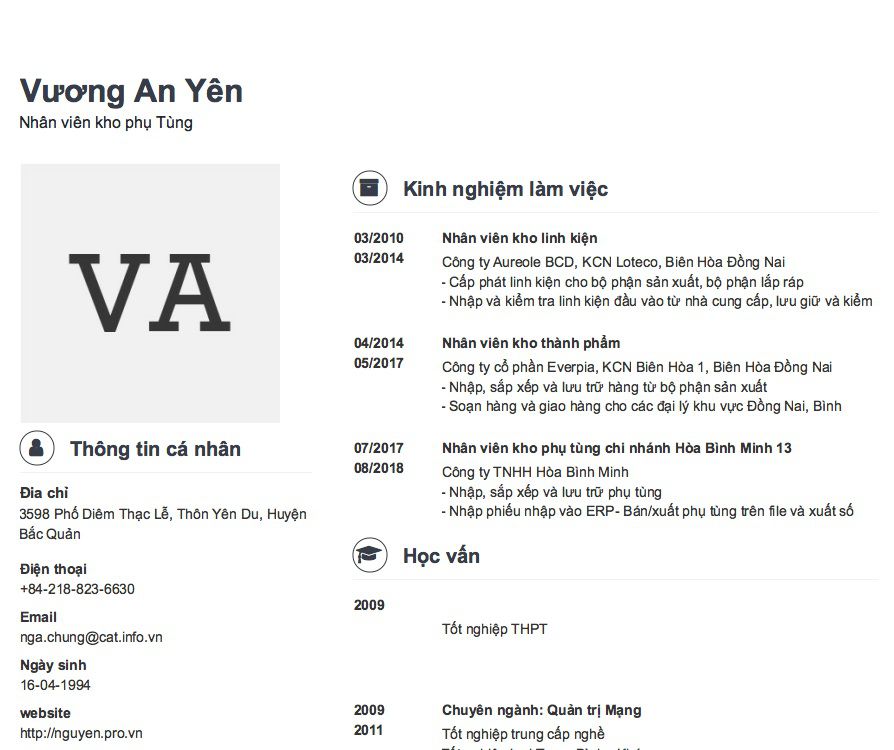 Vương An Yên
Nhân viên kho phụ Tùng
VA
Thông tin cá nhân
Đia chỉ
3598 Phố Diêm Thạc Lễ, Thôn Yên Du, Huyện
Bắc Quản
Điện thoại
+84-218-823-6630
Email
nga.chung@cat.info.vn
Ngày sinh
16-04-1994
website
http://nguyen.pro.vn
Kinh nghiệm làm việc
03/2010
03/2014
Nhân viên kho linh kiện
Công ty Aureole BCD, KCN Loteco, Biên Hòa Đồng Nai
- Cấp phát linh kiện cho bộ phận sản xuất, bộ phận lắp ráp
- Nhập và kiểm tra linh kiện đầu vào từ nhà cung cấp, lưu giữ và kiểm
04/2014
05/2017
Nhân viên kho thành phẩm
Công ty cổ phần Everpia, KCN Biên Hòa 1, Biên Hòa Đồng Nai
- Nhập, sắp xếp và lưu trữ hàng từ bộ phận sản xuất
- Soạn hàng và giao hàng cho các đại lý khu vực Đồng Nai, Bình
07/2017
08/2018
Nhân viên kho phụ tùng chi nhánh Hòa Bình Minh 13
Công ty TNHH Hòa Bình Minh
- Nhập, sắp xếp và lưu trữ phụ tùng
- Nhập phiếu nhập vào ERP- Bán/xuất phụ tùng trên file và xuất số
Học vấn
2009
Tốt nghiệp THPT
2009
2011
Chuyên ngành: Quản trị Mạng
Tốt nghiệp trung cấp nghề